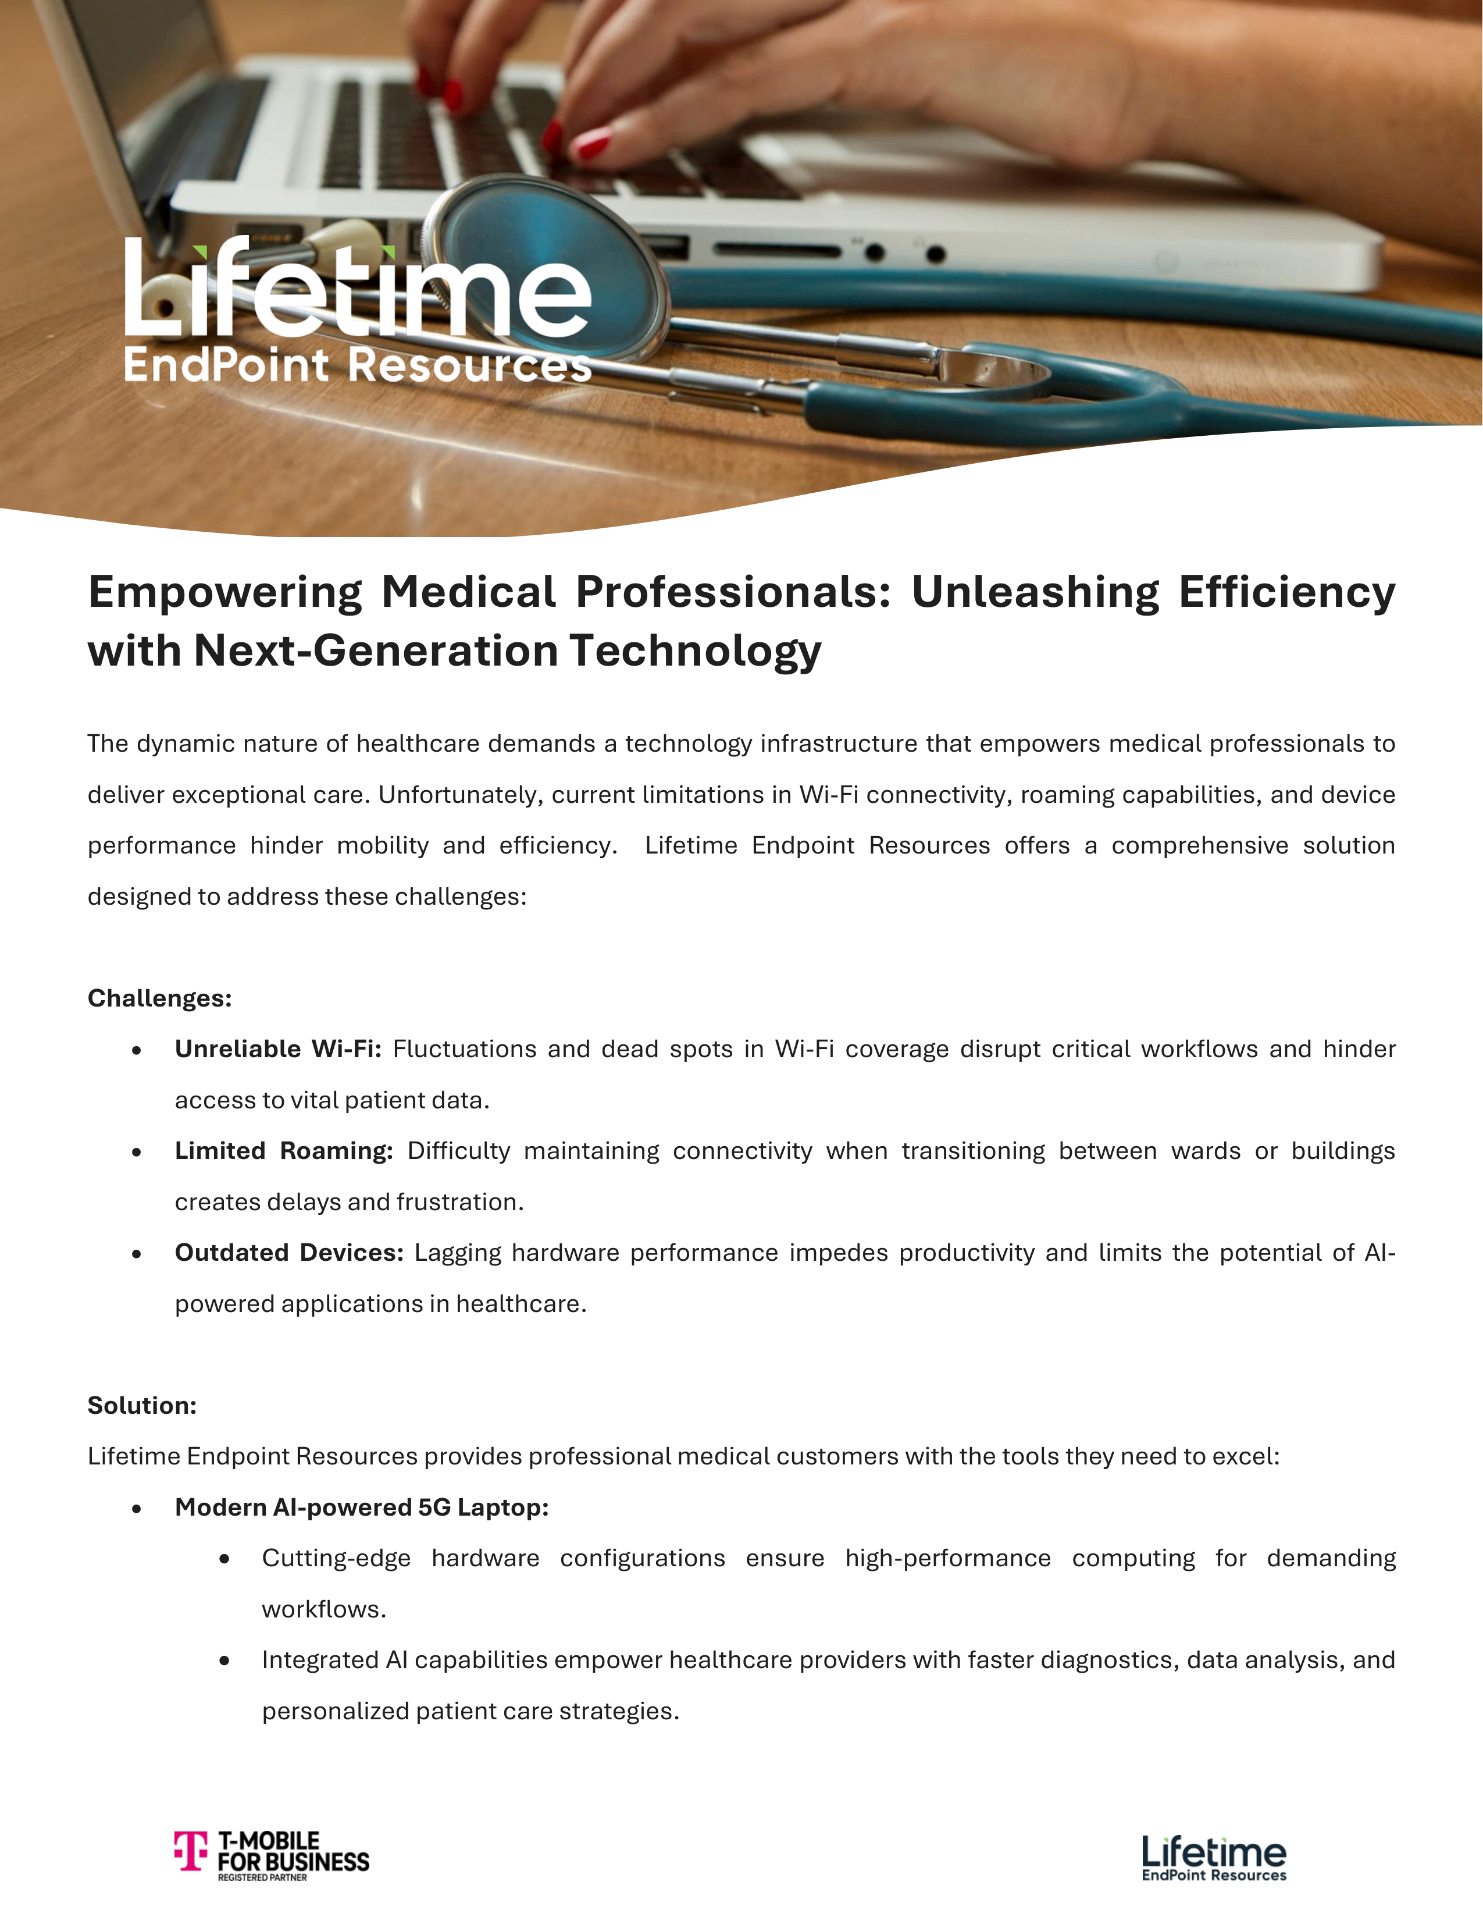 Lifetime
EndPoint Resources
Empowering Medical Professionals: Unleashing Efficiency
with Next-Generation Technology
The dynamic nature of healthcare demands a technology infrastructure that empowers medical professionals to
deliver exceptional care. Unfortunately, current limitations in Wi-Fi connectivity, roaming capabilities, and device
performance hinder mobility and efficiency. Lifetime Endpoint Resources offers a comprehensive solution
designed to address these challenges:
Challenges:
• Unreliable Wi-Fi: Fluctuations and dead spots in Wi-Fi coverage disrupt critical workflows and hinder
access to vital patient data.
• Limited Roaming: Difficulty maintaining connectivity when transitioning between wards or buildings
creates delays and frustration.
• Outdated Devices: Lagging hardware performance impedes productivity and limits the potential of AI-
powered applications in healthcare.
Solution:
Lifetime Endpoint Resources provides professional medical customers with the tools they need to excel:
• Modern AI-powered 5G Laptop:
• Cutting-edge hardware configurations ensure high-performance computing for demanding
workflows.
• Integrated AI capabilities empower healthcare providers with faster diagnostics, data analysis, and
personalized patient care strategies.
T-MOBILE
FOR BUSINESS
REGISTERED PARTNER
Lifetime
EndPoint Resources